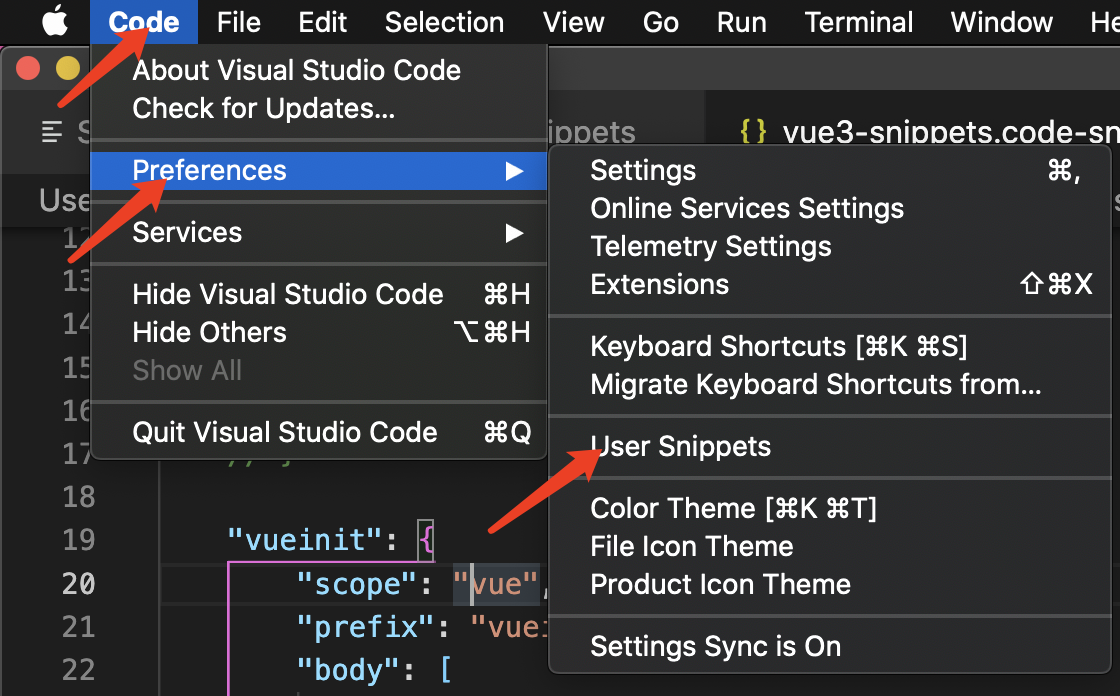 Code File Edit Selection View Go Run Terminal Window
About Visual Studio Code
Check for Updates...
ippets
{} vue3-snippets.code-sn
Preferences
Services
Hide Visual Studio Code ⌘H
Hide Others ⌥⌘H
Show All
Quit Visual Studio Code ⌘Q
Settings ⌘,
Online Services Settings
Telemetry Settings
Extensions ⇧⌘X
Keyboard Shortcuts [⌘K ⌘S]
Migrate Keyboard Shortcuts from...
User Snippets
Color Theme [⌘K ⌘T]
File Icon Theme
Product Icon Theme
Settings Sync is On
Use
12
13
14
15
16
17
18
19 "vueinit": {
20 "scope": "vue",
21 "prefix": "vuei
22 "body": [